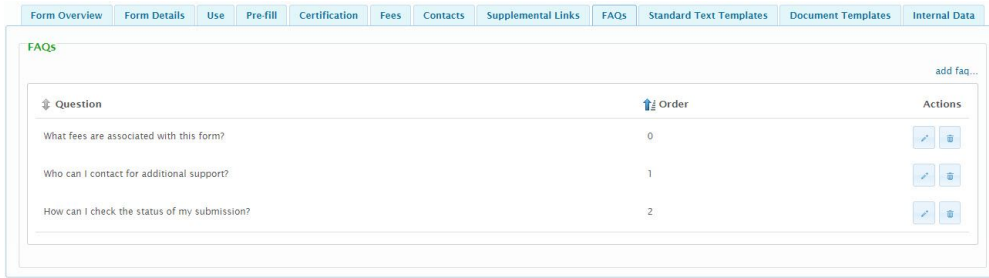 Form Overview Form Details Use Pre-fill Certification Fees Contacts Supplemental Links FAQs Standard Text Templates Document Templates Internal Data
FAQs
add faq...
Question Order Actions
What fees are associated with this form? 0
Who can I contact for additional support? 1
How can I check the status of my submission? 2